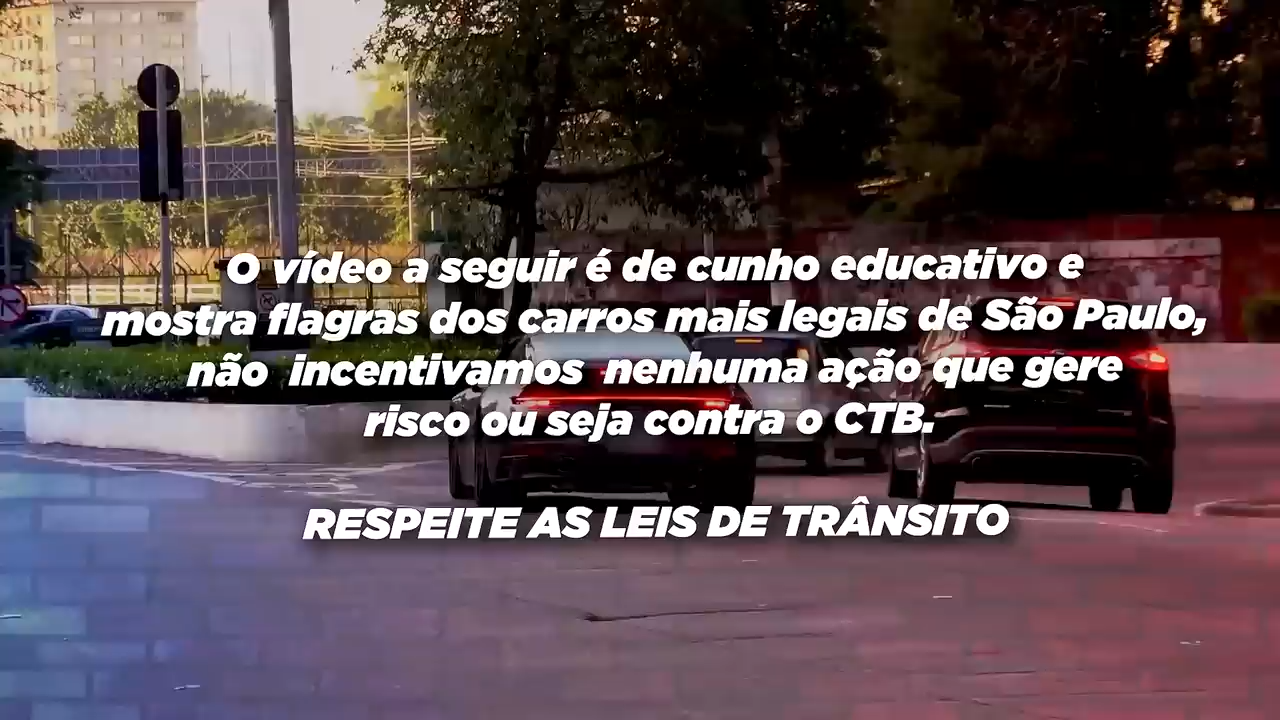 O vídeo a seguir é de cunho educativo e
mostra flagras dos carros mais legais de São Paulo,
não incentivamos nenhuma ação que gere
risco ou seja contra o CTB.
RESPEITE AS LEIS DE TRÂNSITO